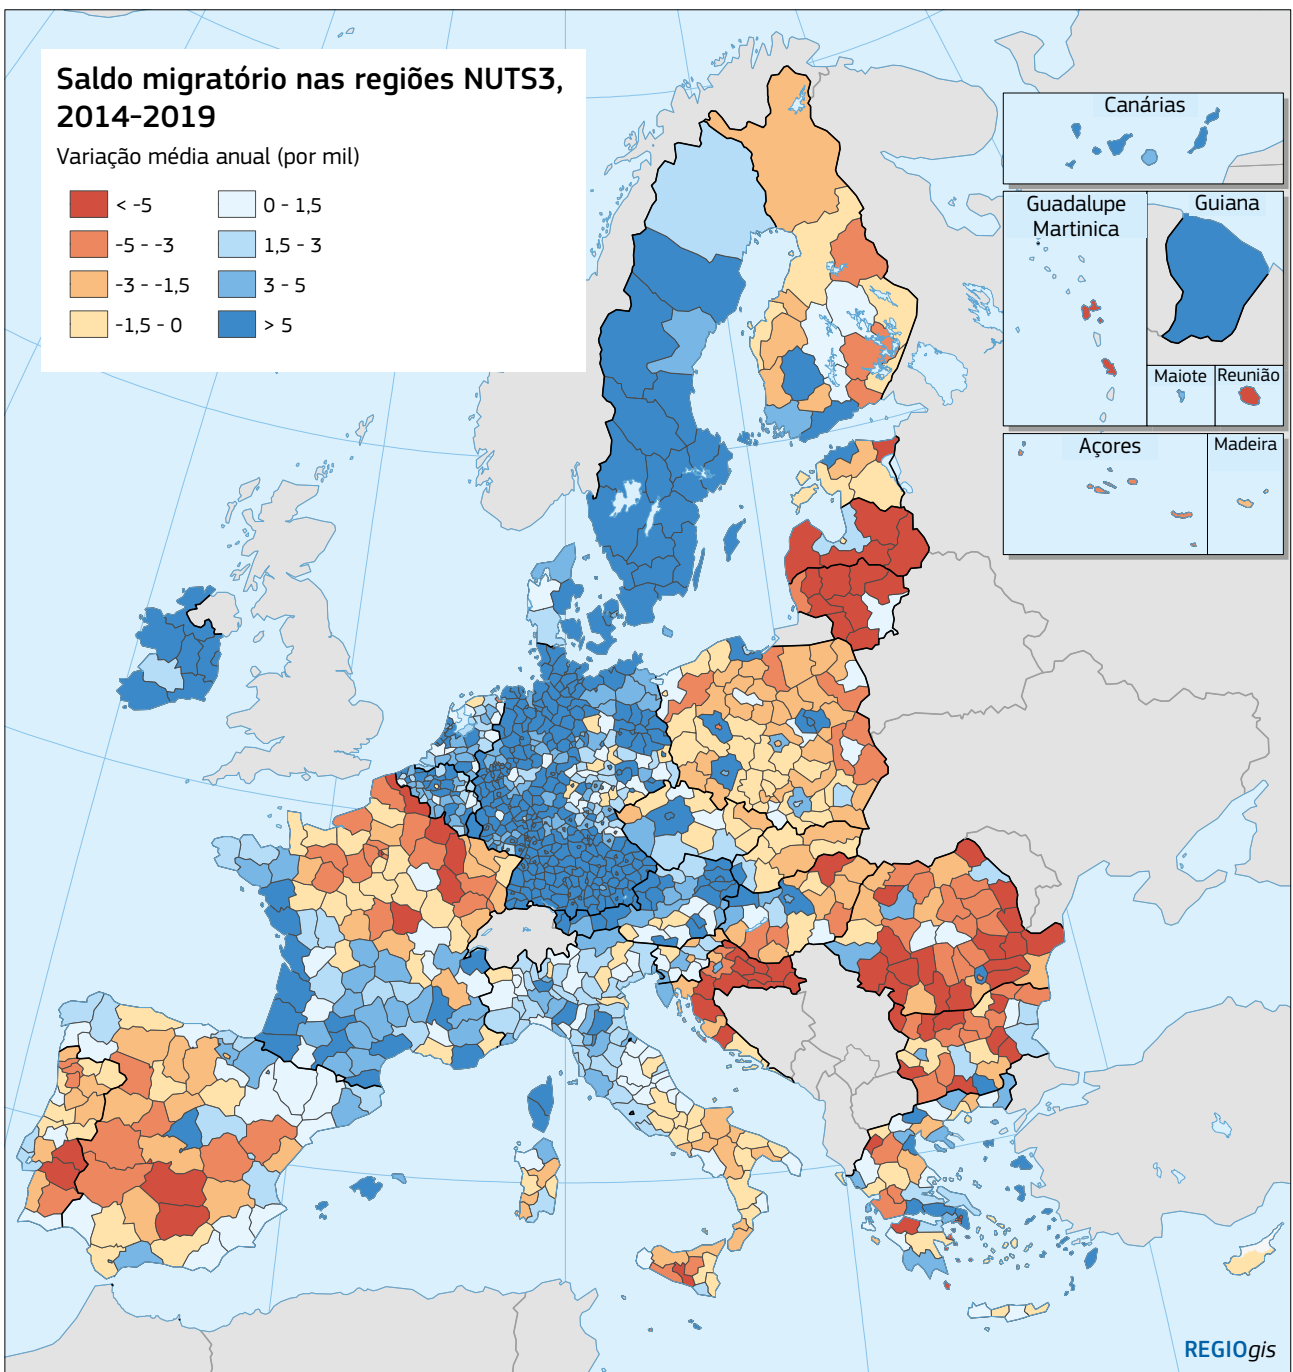 Saldo migratório nas regiões NUTS3,
2014-2019
Variação média anual (por mil)
< -5
-5 - -3
-3 - -1,5
-1,5 - 0
0 - 1,5
1,5 - 3
3 - 5
> 5
Canárias
Guadalupe
Martinica
Guiana
Maiote
Reunião
Açores
Madeira
REGIOgis